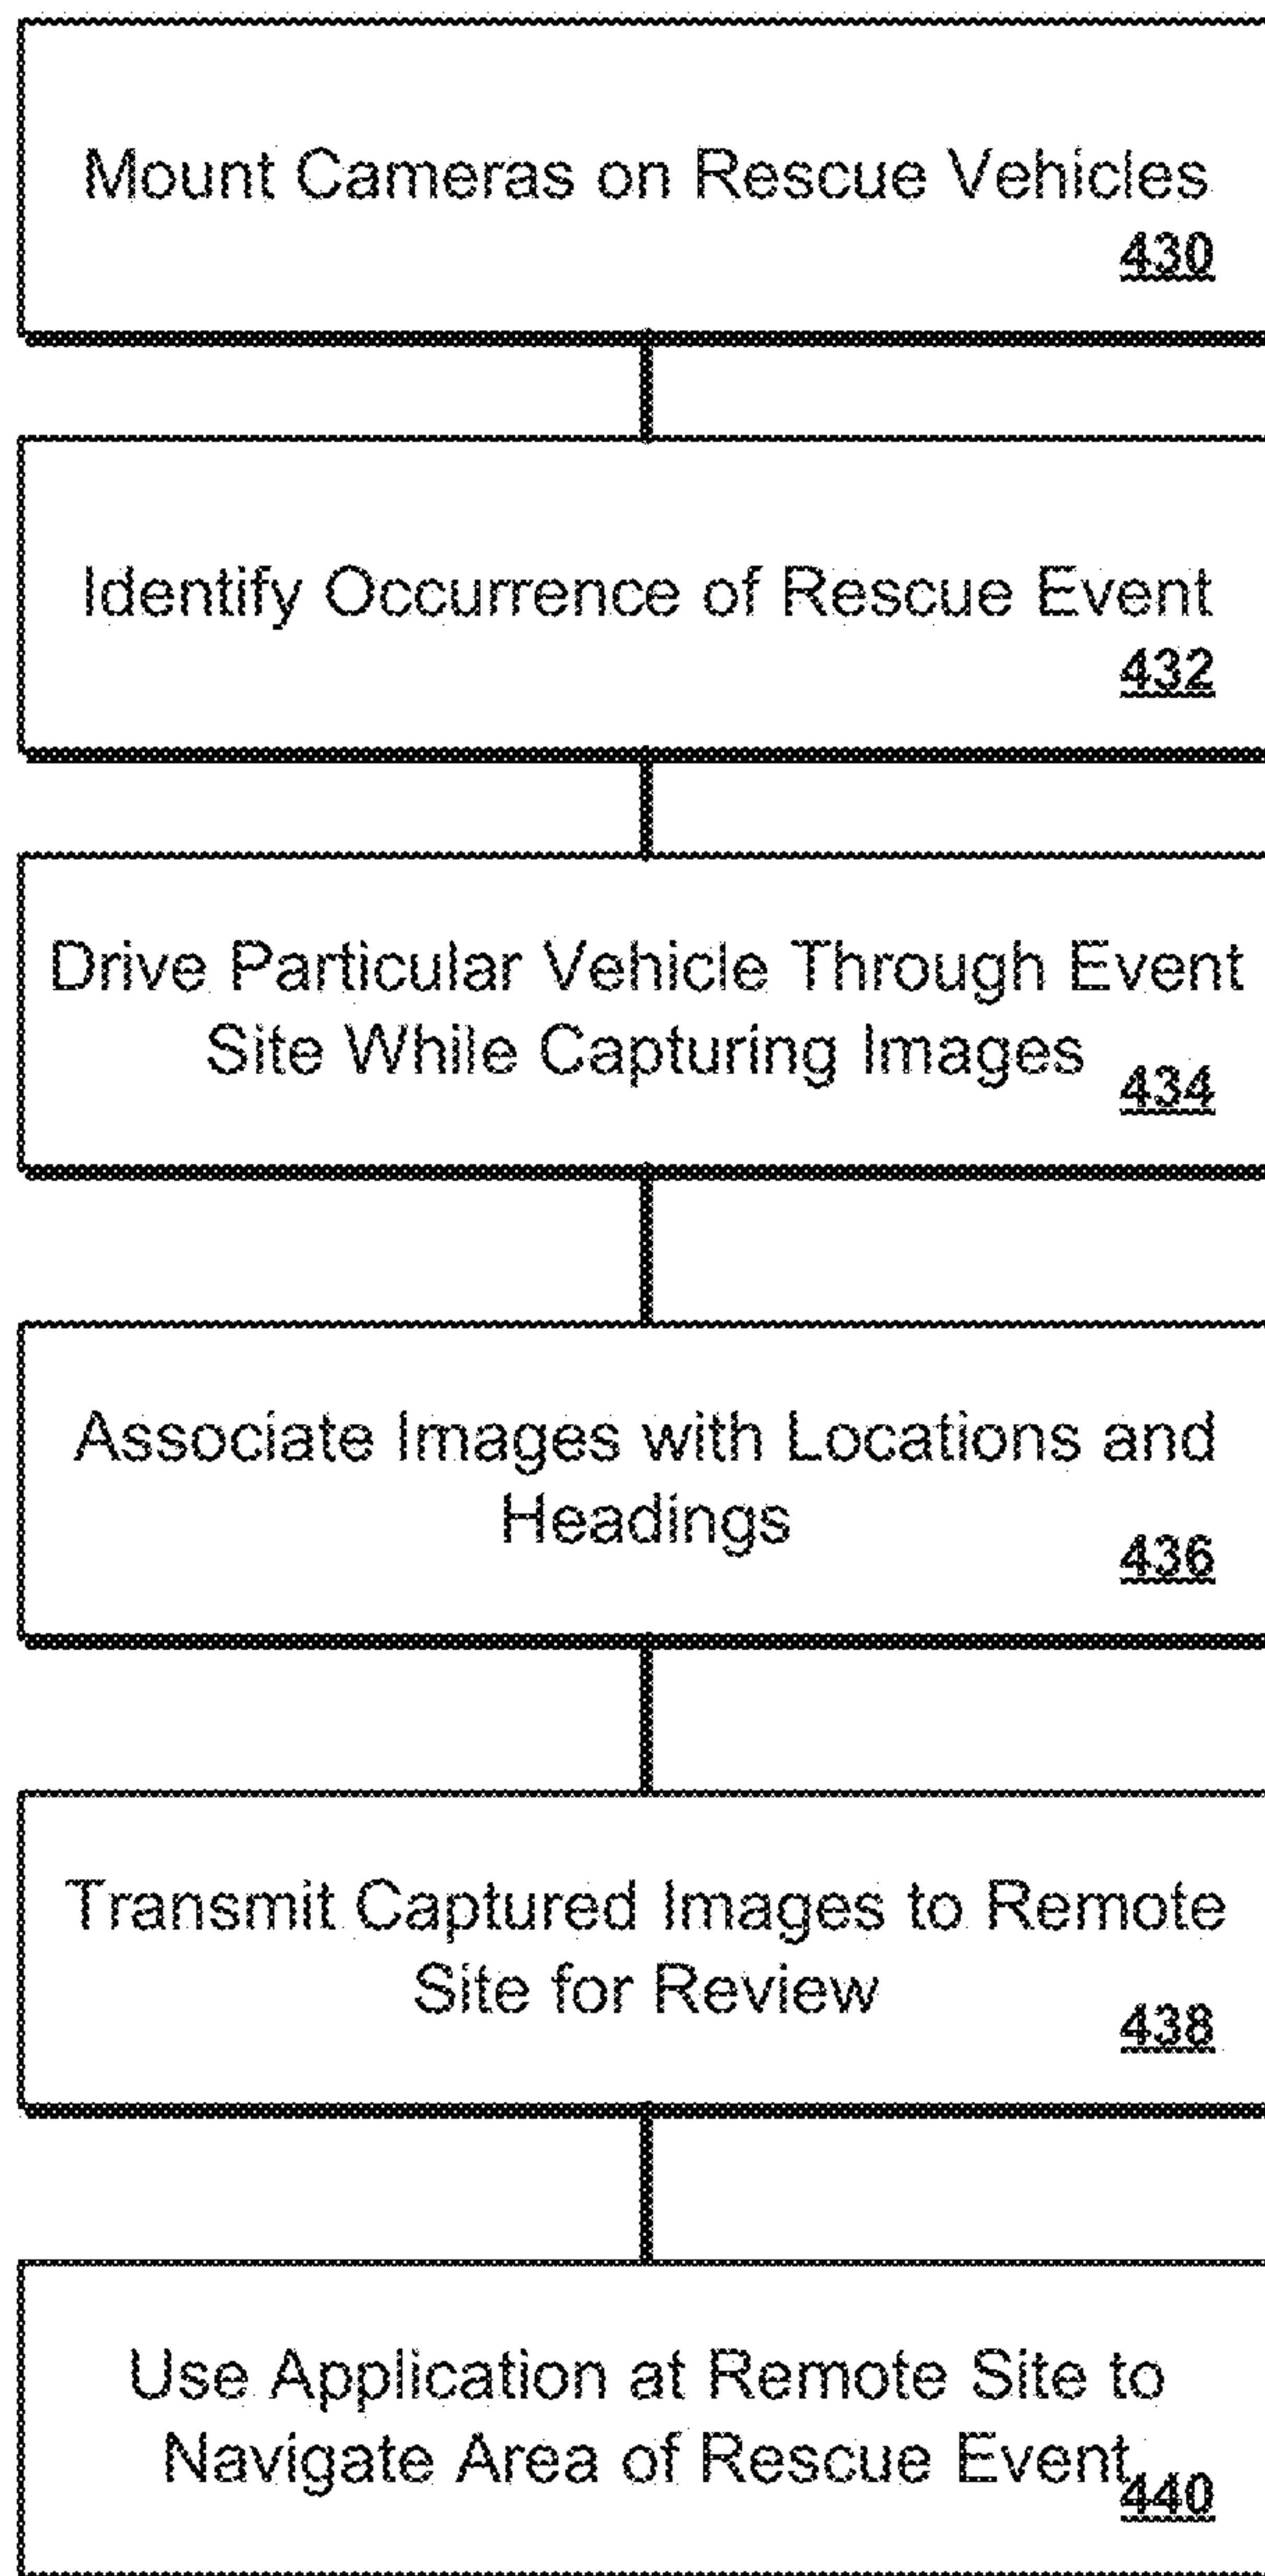 Mount Cameras on Rescue Vehicles
430
Identify Occurrence of Rescue Event
432
Drive Particular Vehicle Through Event
Site While Capturing Images
434
Associate Images with Locations and
Headings
436
Transmit Captured Images to Remote
Site for Review
438
Use Application at Remote Site to
Navigate Area of Rescue Event
440